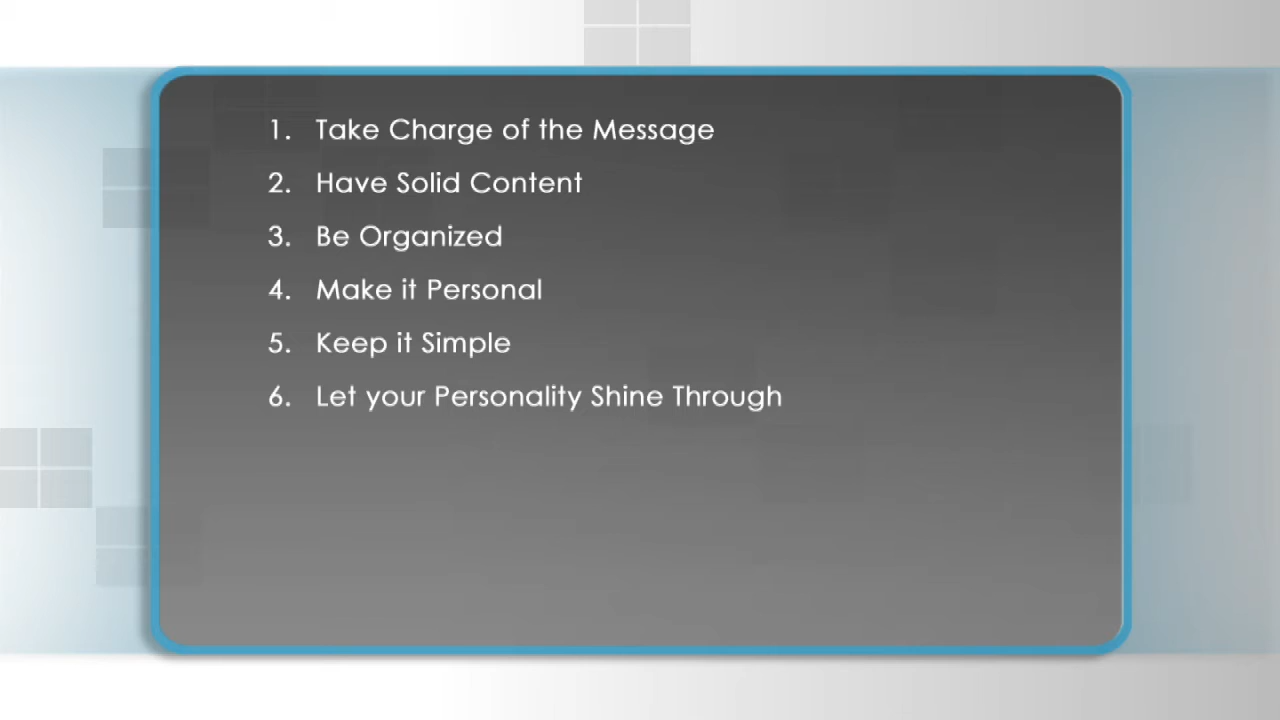 1. Take Charge of the Message
2. Have Solid Content
3. Be Organized
4. Make it Personal
5. Keep it Simple
6. Let your Personality Shine Through